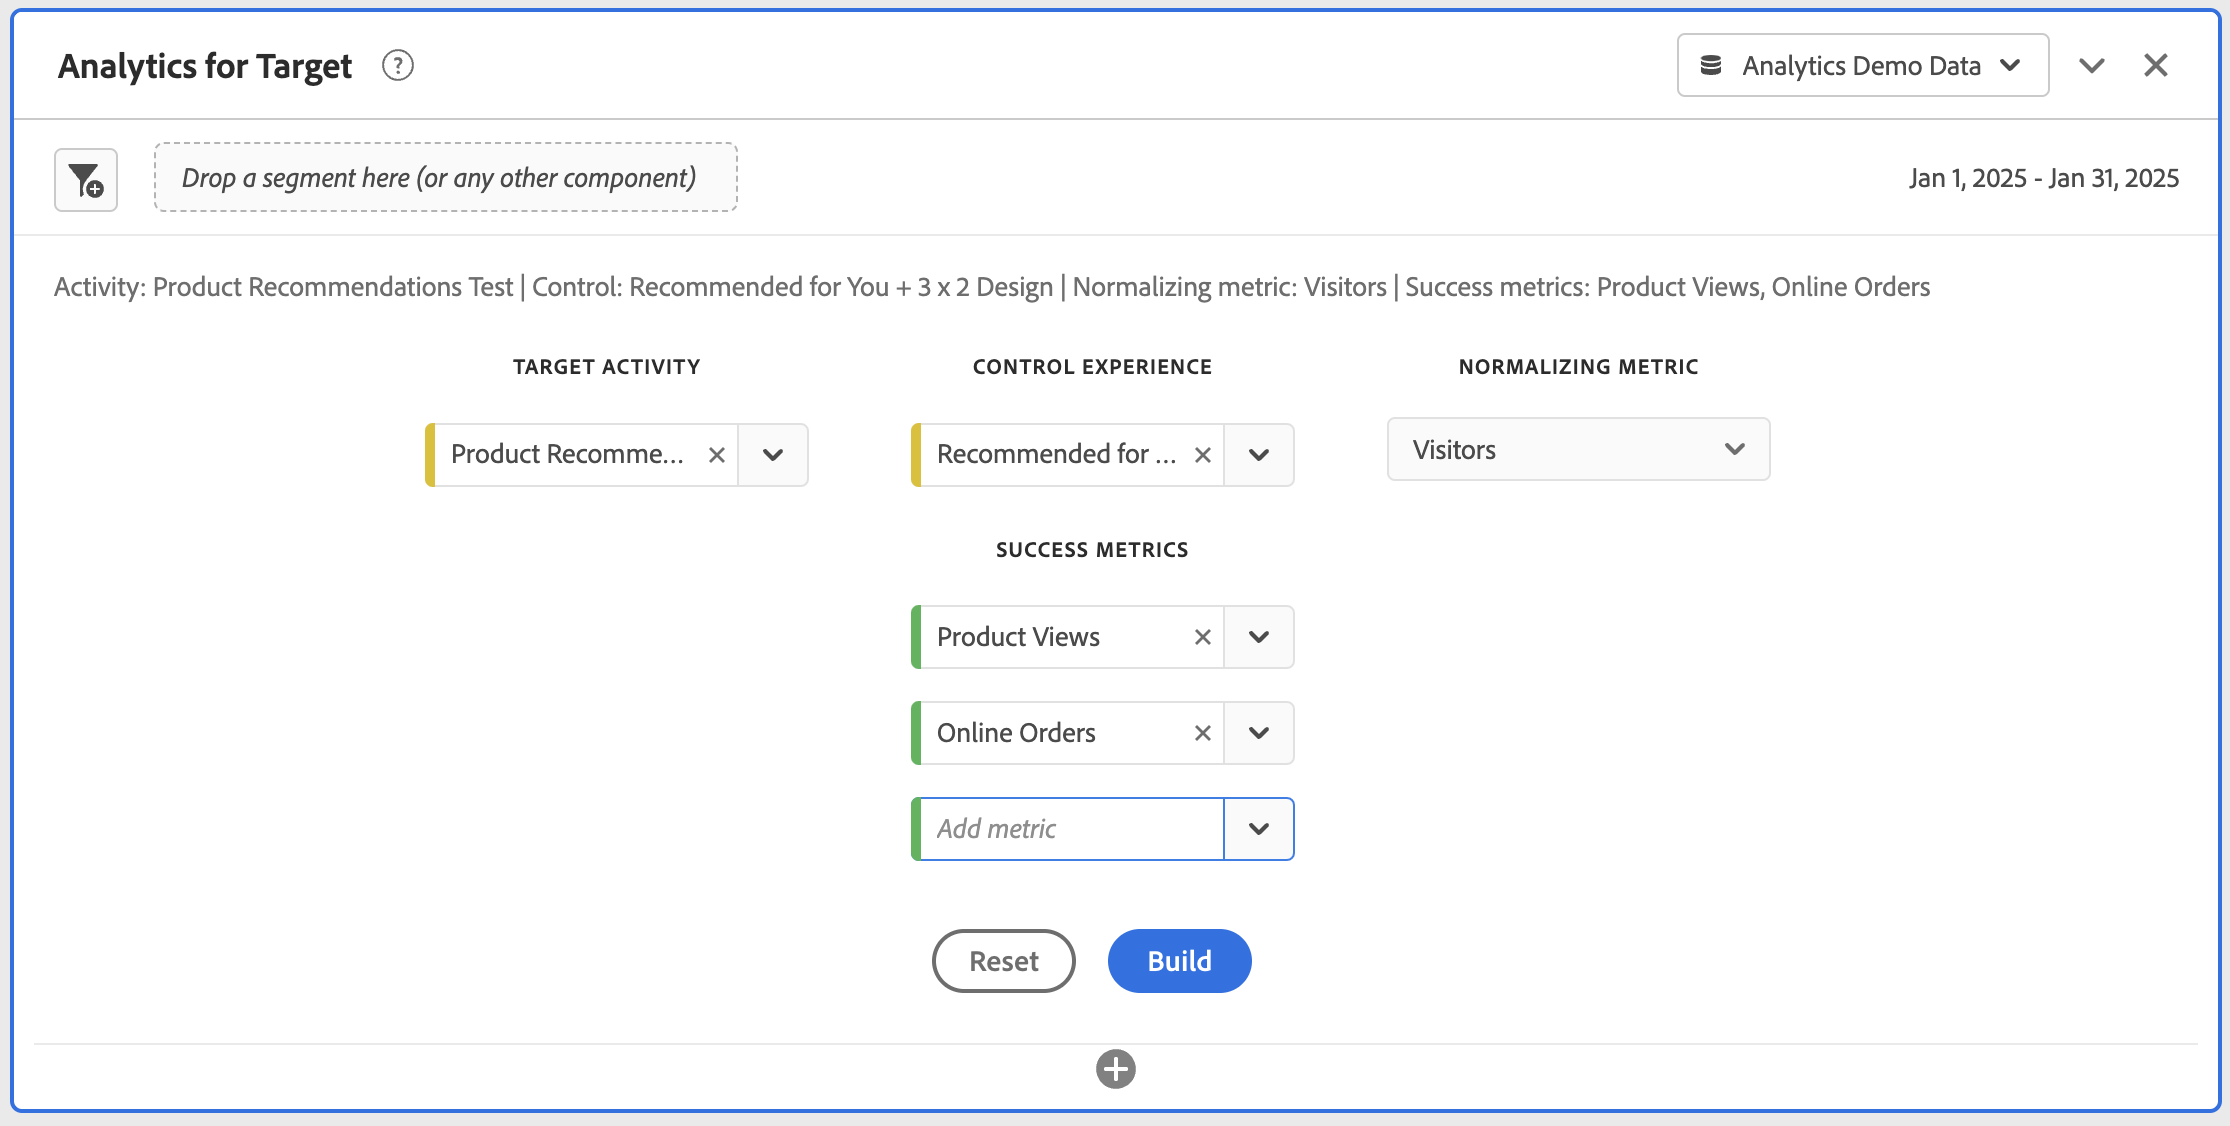 Analytics for Target
?
Analytics Demo Data
Drop a segment here (or any other component)
Jan 1, 2025 - Jan 31, 2025
Activity: Product Recommendations Test | Control: Recommended for You + 3 x 2 Design | Normalizing metric: Visitors | Success metrics: Product Views, Online Orders
TARGET ACTIVITY
CONTROL EXPERIENCE
NORMALIZING METRIC
Product Recomme...
Recommended for ...
Visitors
SUCCESS METRICS
Product Views
Online Orders
Add metric
Reset
Build